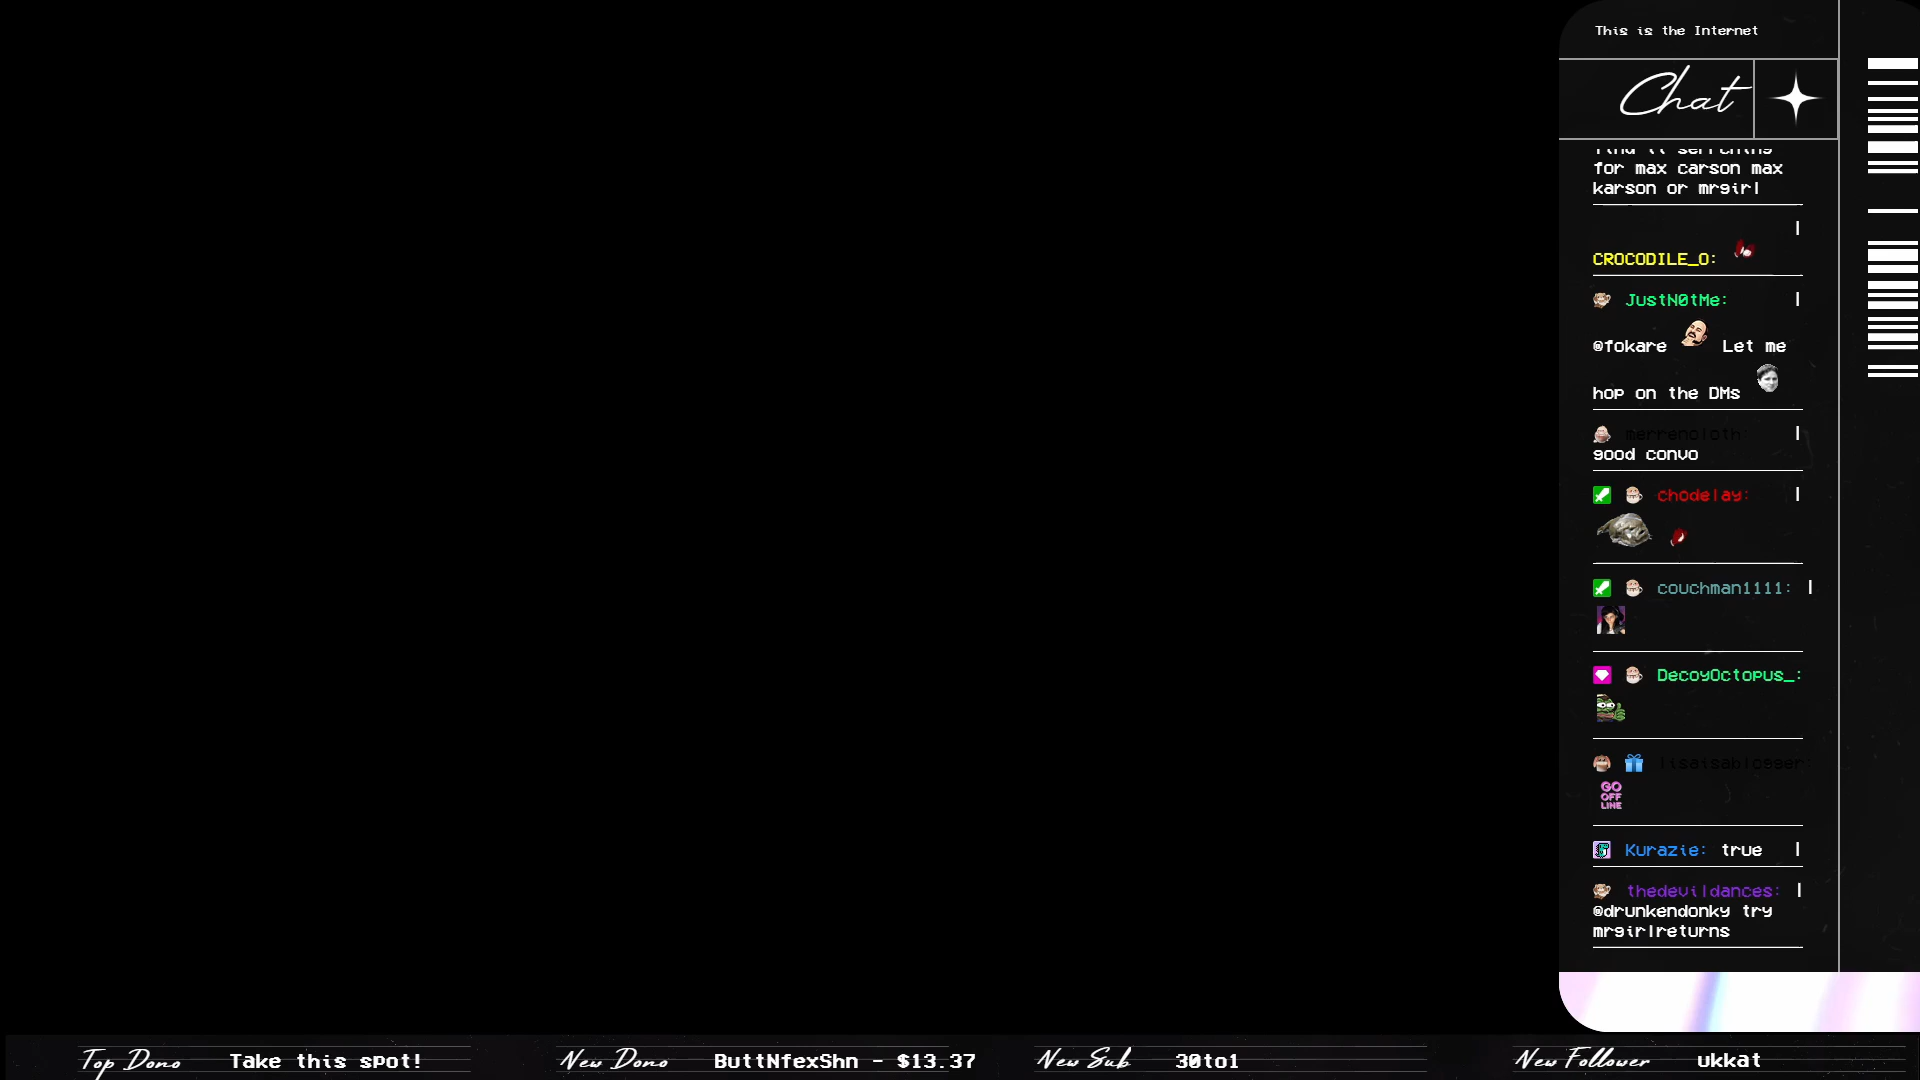 This is the Internet
Chat
for max carson max
karson or mrgirl
CROCODILE_O:
JustN0tMe:
@fokare Let me
hop on the DMs
merrencloth:
good convo
chodelay:
couchman1111:
DecoyOctopus_:
lisaisablogger:
GO
OFF
LINE
Kurazie: true
thedevildances:
@drunkendonky try
mrgirlreturns
Top Dono Take this spot! New Dono ButtNfexShn - $13.37 New Sub 30to1 New Follower ukkat